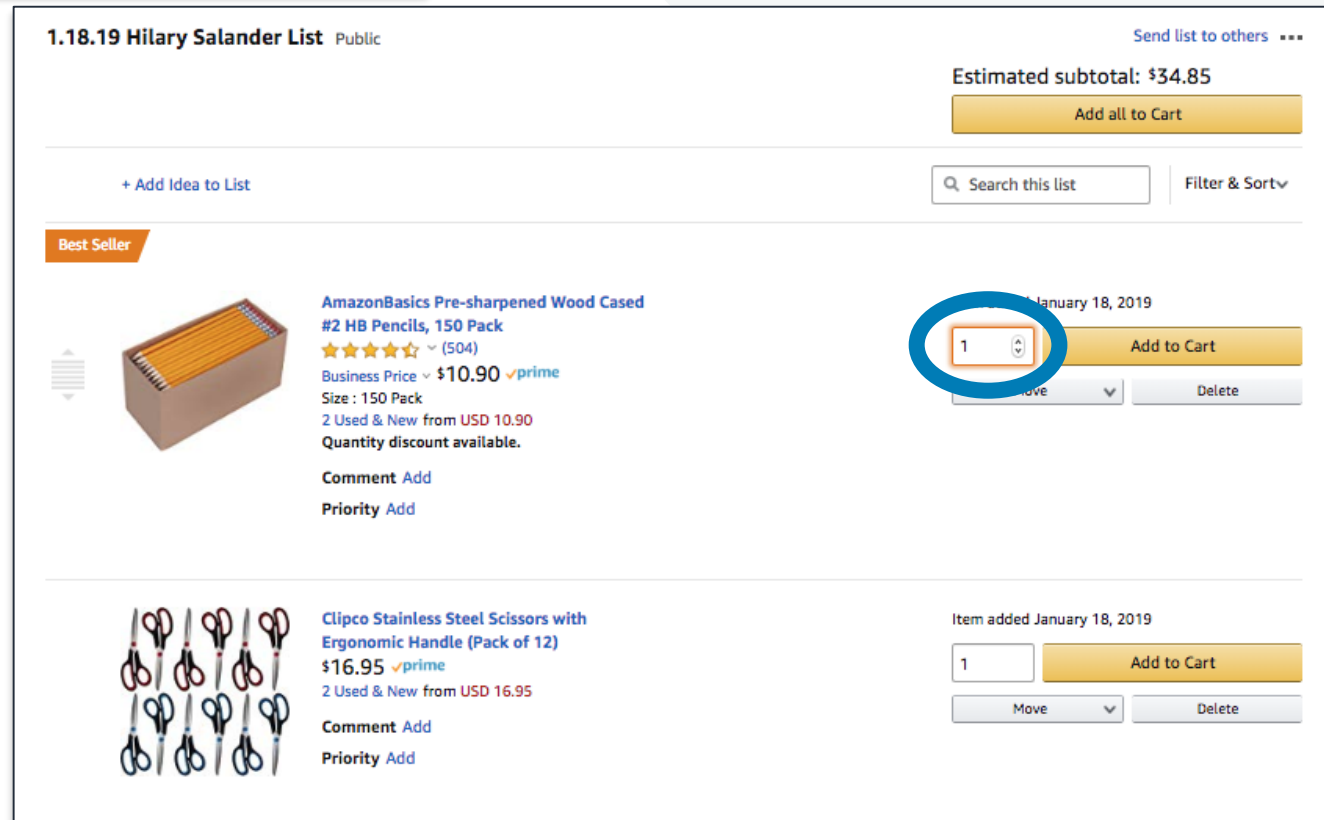 1.18.19 Hilary Salander List Public
Send list to others
Estimated subtotal: $34.85
Add all to Cart
+ Add Idea to List
Search this list
Filter & Sort
Best Seller
AmazonBasics Pre-sharpened Wood Cased
#2 HB Pencils, 150 Pack
(504)
Business Price $10.90 prime
Size : 150 Pack
2 Used & New from USD 10.90
Quantity discount available.
Comment Add
Priority Add
January 18, 2019
1
Add to Cart
Delete
Clipco Stainless Steel Scissors with
Ergonomic Handle (Pack of 12)
$16.95 prime
2 Used & New from USD 16.95
Comment Add
Priority Add
Item added January 18, 2019
1
Add to Cart
Move
Delete